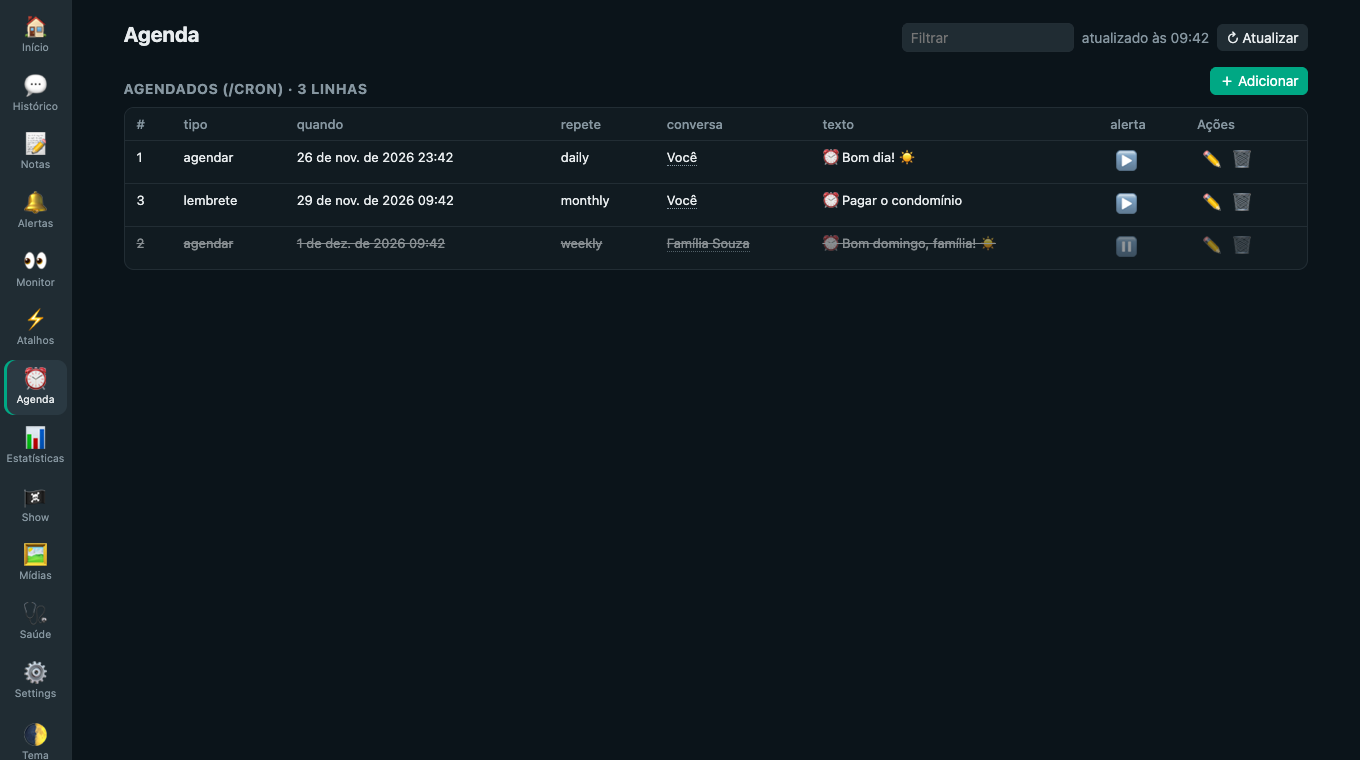 Início
Histórico
Notas
Alertas
Monitor
Atalhos
Agenda
Estatísticas
Show
Mídias
Saúde
Settings
Tema
Agenda
Filtrar
atualizado às 09:42
↻ Atualizar
AGENDADOS (/CRON) · 3 LINHAS
+ Adicionar
# tipo quando repete conversa texto alerta Ações
1 agendar 26 de nov. de 2026 23:42 daily Você ⏰ Bom dia! ☀️
3 lembrete 29 de nov. de 2026 09:42 monthly Você ⏰ Pagar o condomínio
2 agendar 1 de dez. de 2026 09:42 weekly Família Souza ⏰ Bom domingo, família! ☀️